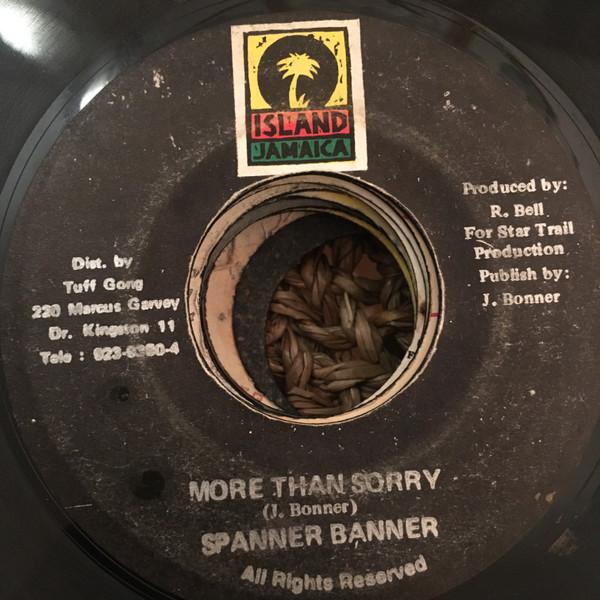 ISLAND
JAMAICA
Produced by:
R. Bell
For Star Trail
Production
Publish by:
J. Bonner
Dist. by
Tuff Gong
220 Marcus Garvey
Dr. Kingston 11
Tele :
MORE THAN SORRY
(J. Bonner)
SPANNER BANNER
All Rights Reserved